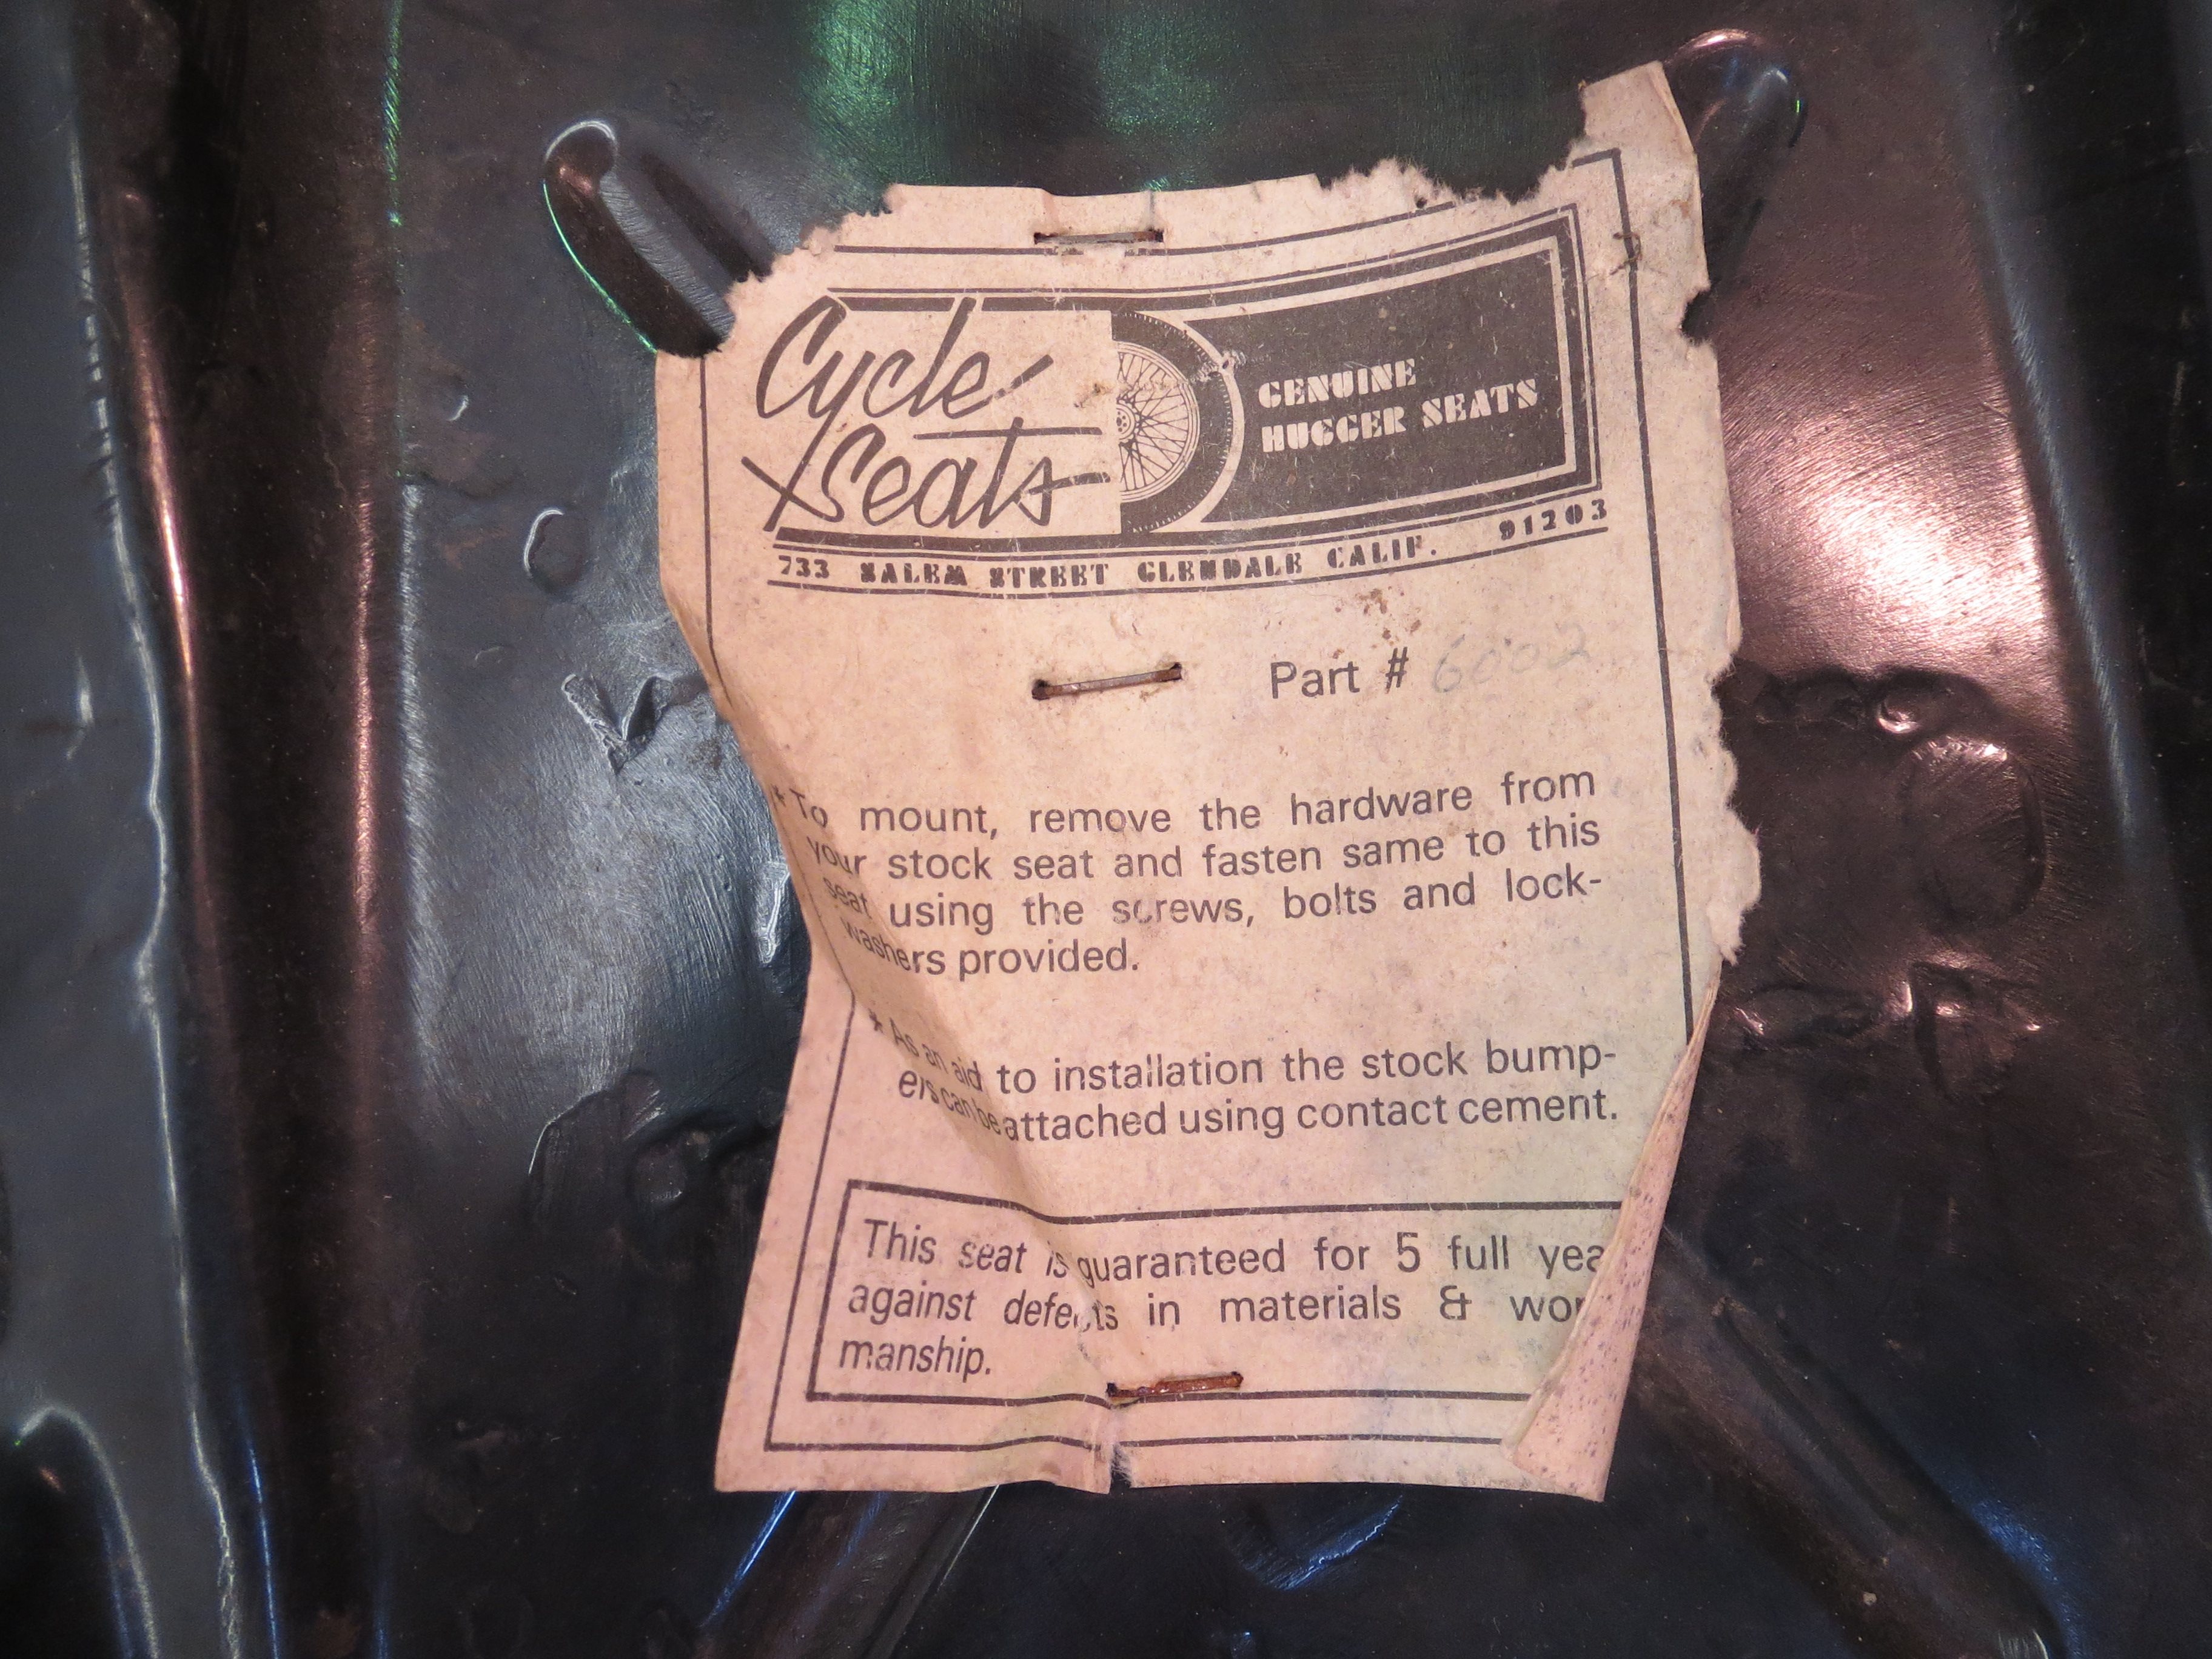 Cycle
Seats
GENUINE
HUGGER SEATS
733 SALEM STREET GLENDALE CALIF. 91203
Part # 6002
* To mount, remove the hardware from
your stock seat and fasten same to this
seat using the screws, bolts and lock-
washers provided.
* As an aid to installation the stock bump-
ers can be attached using contact cement.
This seat is guaranteed for 5 full yea
against defects in materials & wor
manship.